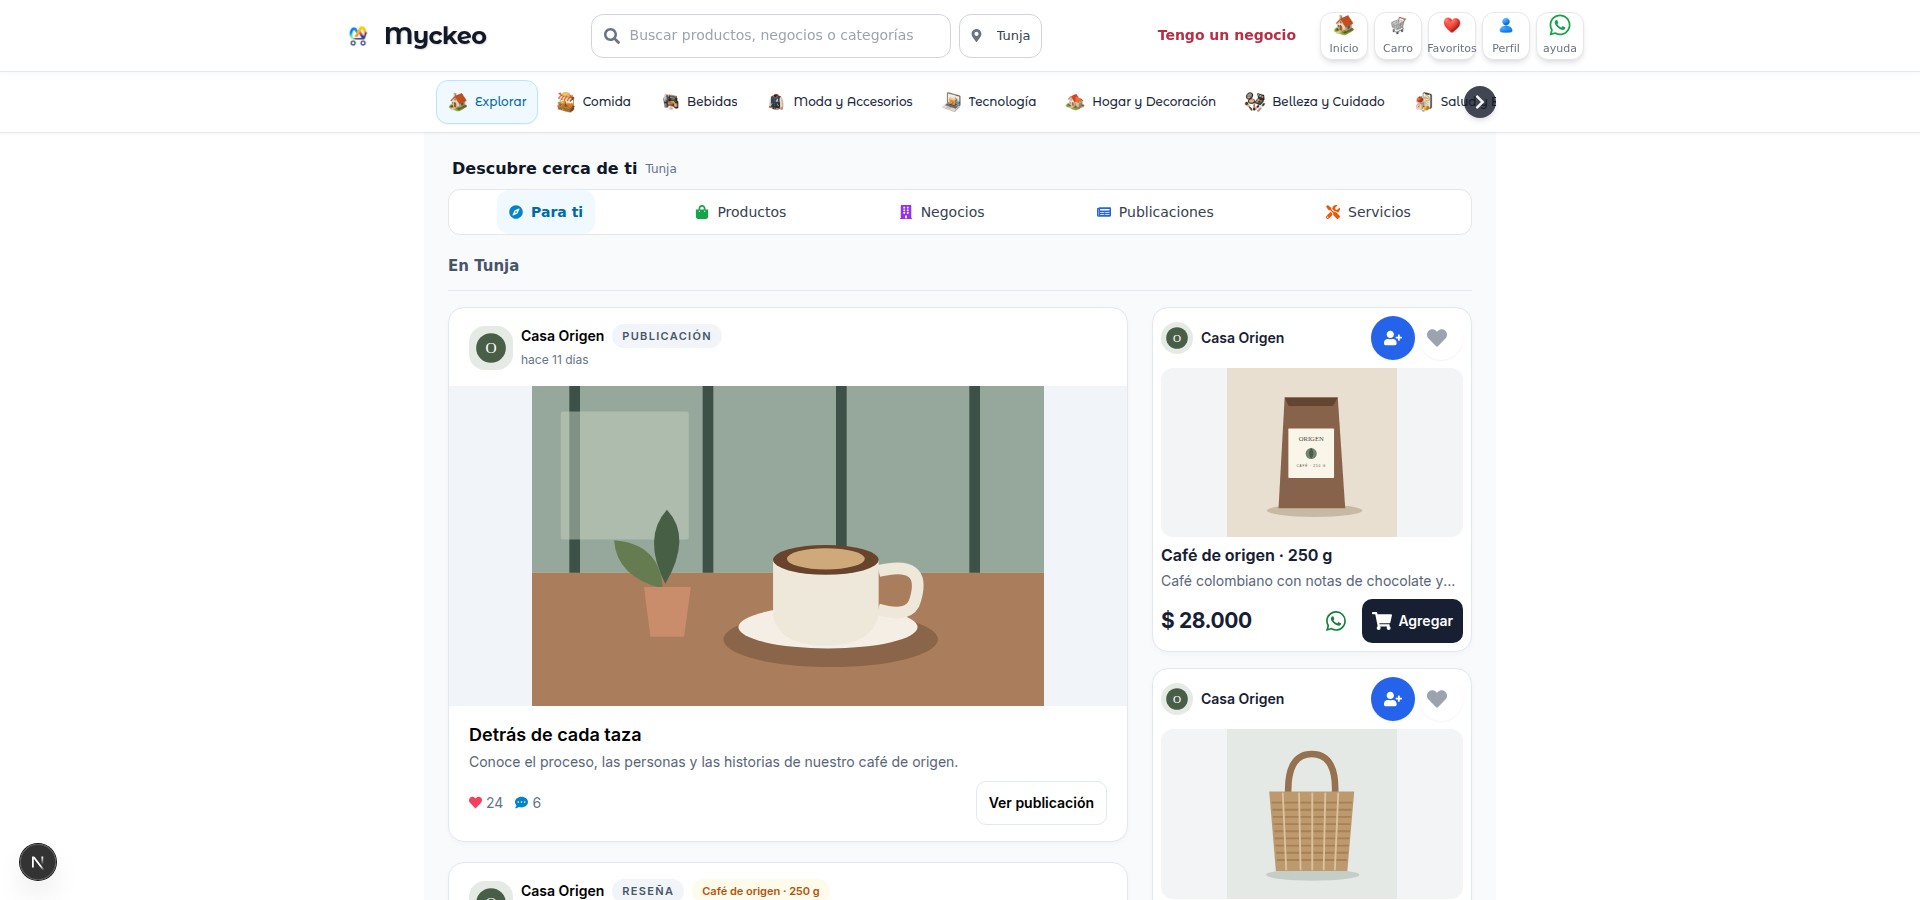 Myckeo
Buscar productos, negocios o categorías
Tunja
Tengo un negocio
Inicio
Carro
Favoritos
Perfil
ayuda
Explorar
Comida
Bebidas
Moda y Accesorios
Tecnología
Hogar y Decoración
Belleza y Cuidado
Descubre cerca de ti Tunja
Para ti
Productos
Negocios
Publicaciones
Servicios
En Tunja
O
Casa Origen PUBLICACIÓN
hace 11 días
Detrás de cada taza
Conoce el proceso, las personas y las historias de nuestro café de origen.
24 6
Ver publicación
Casa Origen RESEÑA Café de origen · 250 g
O
Casa Origen
ORIGEN
CAFÉ · 250 G
Café de origen · 250 g
Café colombiano con notas de chocolate y...
$ 28.000
Agregar
O
Casa Origen
N